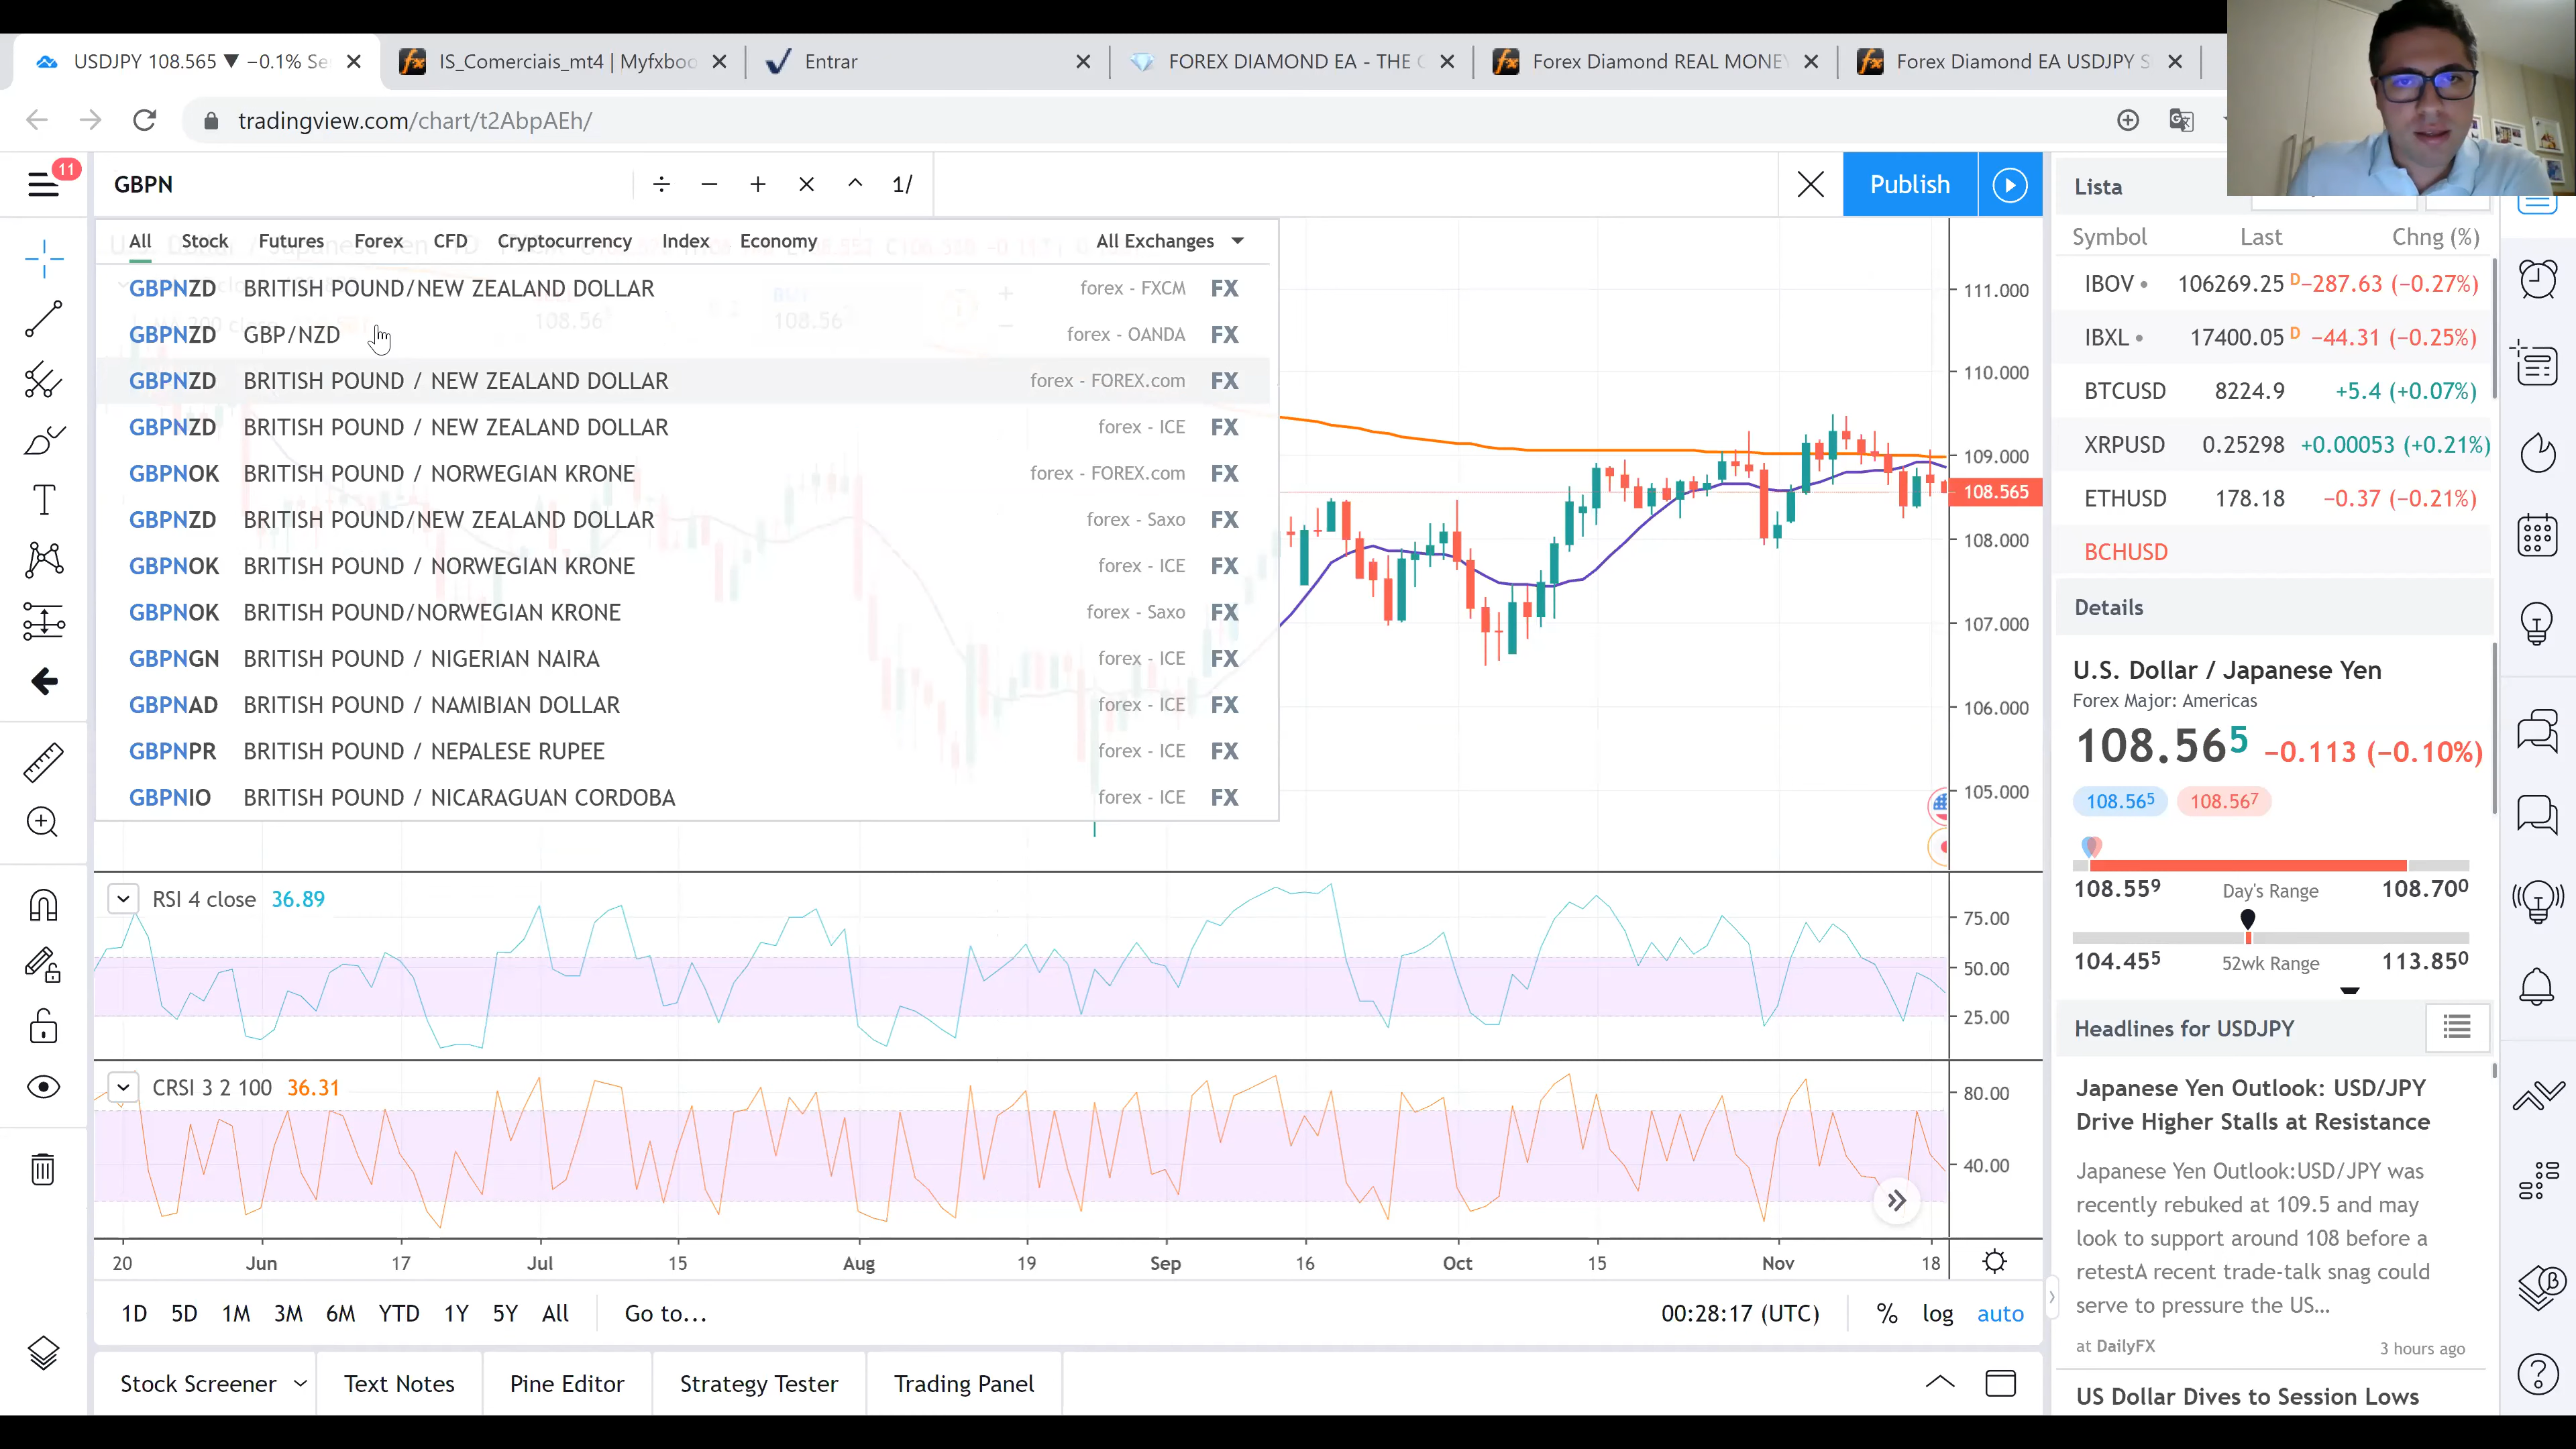 USDJPY 108.565 ▼ −0.1% Se
IS_Comerciais_mt4 | Myfxboo
Entrar
FOREX DIAMOND EA - THE
Forex Diamond REAL MONEY
Forex Diamond EA USDJPY S
tradingview.com/chart/t2AbpAEh/
11
GBPN
÷ − + × ^ 1/
Publish
All Stock Futures Forex CFD Cryptocurrency Index Economy All Exchanges
GBPNZD BRITISH POUND/NEW ZEALAND DOLLAR forex - FXCM FX
GBPNZD GBP/NZD forex - OANDA FX
GBPNZD BRITISH POUND / NEW ZEALAND DOLLAR forex - FOREX.com FX
GBPNZD BRITISH POUND / NEW ZEALAND DOLLAR forex - ICE FX
GBPNOK BRITISH POUND / NORWEGIAN KRONE forex - FOREX.com FX
GBPNZD BRITISH POUND/NEW ZEALAND DOLLAR forex - Saxo FX
GBPNOK BRITISH POUND / NORWEGIAN KRONE forex - ICE FX
GBPNOK BRITISH POUND/NORWEGIAN KRONE forex - Saxo FX
GBPNGN BRITISH POUND / NIGERIAN NAIRA forex - ICE FX
GBPNAD BRITISH POUND / NAMIBIAN DOLLAR forex - ICE FX
GBPNPR BRITISH POUND / NEPALESE RUPEE forex - ICE FX
GBPNIO BRITISH POUND / NICARAGUAN CORDOBA forex - ICE FX
111.000
110.000
109.000
108.565
108.000
107.000
106.000
105.000
RSI 4 close 36.89
75.00
50.00
25.00
CRSI 3 2 100 36.31
80.00
40.00
20 Jun 17 Jul 15 Aug 19 Sep 16 Oct 15 Nov 18
1D 5D 1M 3M 6M YTD 1Y 5Y All Go to... 00:28:17 (UTC) % log auto
Stock Screener Text Notes Pine Editor Strategy Tester Trading Panel
Lista
Symbol Last Chng (%)
IBOV • 106269.25 D −287.63 (−0.27%)
IBXL • 17400.05 D −44.31 (−0.25%)
BTCUSD 8224.9 +5.4 (+0.07%)
XRPUSD 0.25298 +0.00053 (+0.21%)
ETHUSD 178.18 −0.37 (−0.21%)
BCHUSD
Details
U.S. Dollar / Japanese Yen
Forex Major: Americas
108.565 −0.113 (−0.10%)
108.565 108.567
108.559 Day's Range 108.700
104.455 52wk Range 113.850
Headlines for USDJPY
Japanese Yen Outlook: USD/JPY
Drive Higher Stalls at Resistance
Japanese Yen Outlook:USD/JPY was
recently rebuked at 109.5 and may
look to support around 108 before a
retestA recent trade-talk snag could
serve to pressure the US...
at DailyFX 3 hours ago
US Dollar Dives to Session Lows